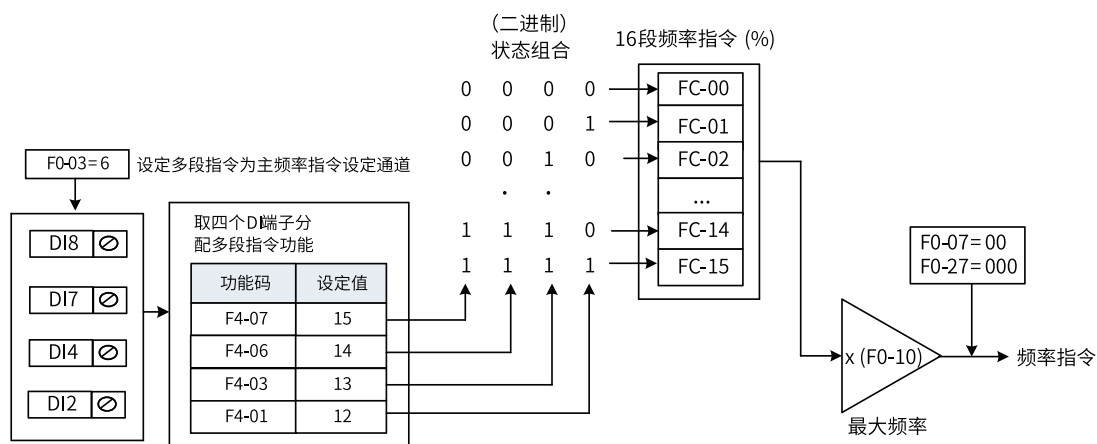 （二进制）
状态组合
16段频率指令 (%)
0 0 0 0
FC-00
0 0 0 1
FC-01
0 0 1 0
FC-02
. .
...
1 1 1 0
FC-14
1 1 1 1
FC-15
F0-03=6
设定多段指令为主频率指令设定通道
DI8
DI7
DI4
DI2
取四个DI端子分
配多段指令功能
功能码 设定值
F4-07 15
F4-06 14
F4-03 13
F4-01 12
F0-07=00
F0-27=000
x (F0-10)
最大频率
频率指令